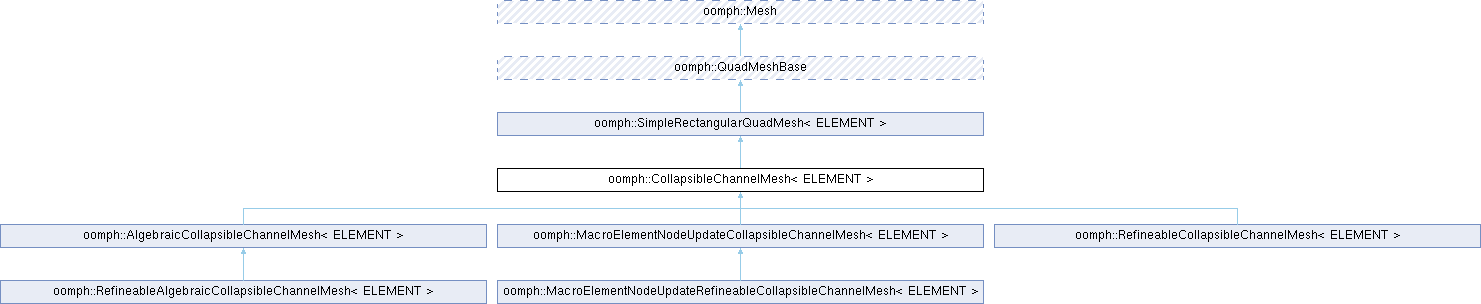 oomph::Mesh
oomph::QuadMeshBase
oomph::SimpleRectangularQuadMesh< ELEMENT >
oomph::CollapsibleChannelMesh< ELEMENT >
oomph::AlgebraicCollapsibleChannelMesh< ELEMENT >
oomph::MacroElementNodeUpdateCollapsibleChannelMesh< ELEMENT >
oomph::RefineableCollapsibleChannelMesh< ELEMENT >
oomph::RefineableAlgebraicCollapsibleChannelMesh< ELEMENT >
oomph::MacroElementNodeUpdateRefineableCollapsibleChannelMesh< ELEMENT >